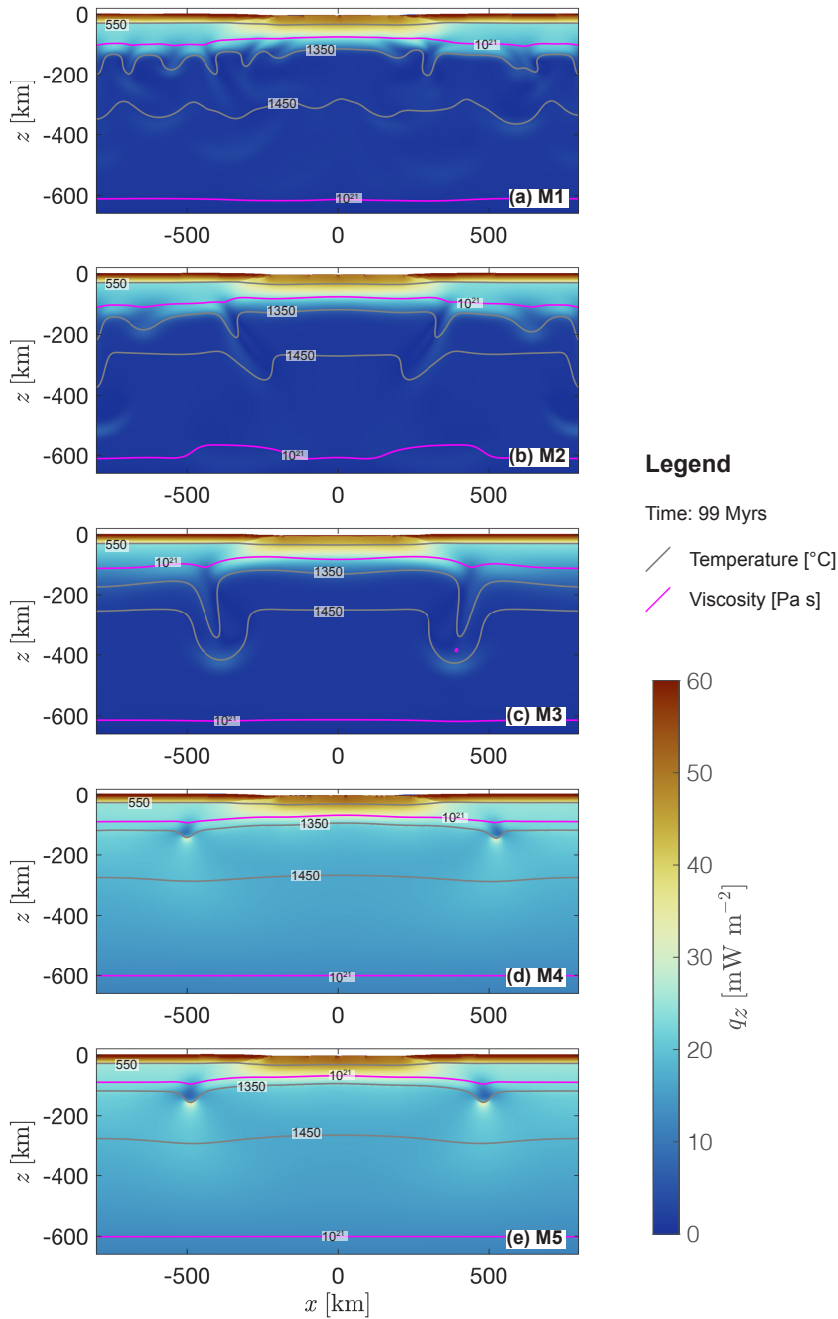 0
-200
-400
-600
z [km]
550
10²¹
1350
1450
10²¹
(a) M1
-500 0 500
0
-200
-400
-600
z [km]
550
10²¹
1350
1450
10²¹
(b) M2
-500 0 500
0
-200
-400
-600
z [km]
550
10²¹
1350
1450
10²¹
(c) M3
-500 0 500
0
-200
-400
-600
z [km]
550
10²¹
1350
1450
10²¹
(d) M4
-500 0 500
0
-200
-400
-600
z [km]
550
10²¹
1350
1450
10²¹
(e) M5
-500 0 500
x [km]
Legend
Time: 99 Myrs
Temperature [°C]
Viscosity [Pa s]
60
50
40
30
20
10
0
q_z [mW m⁻²]